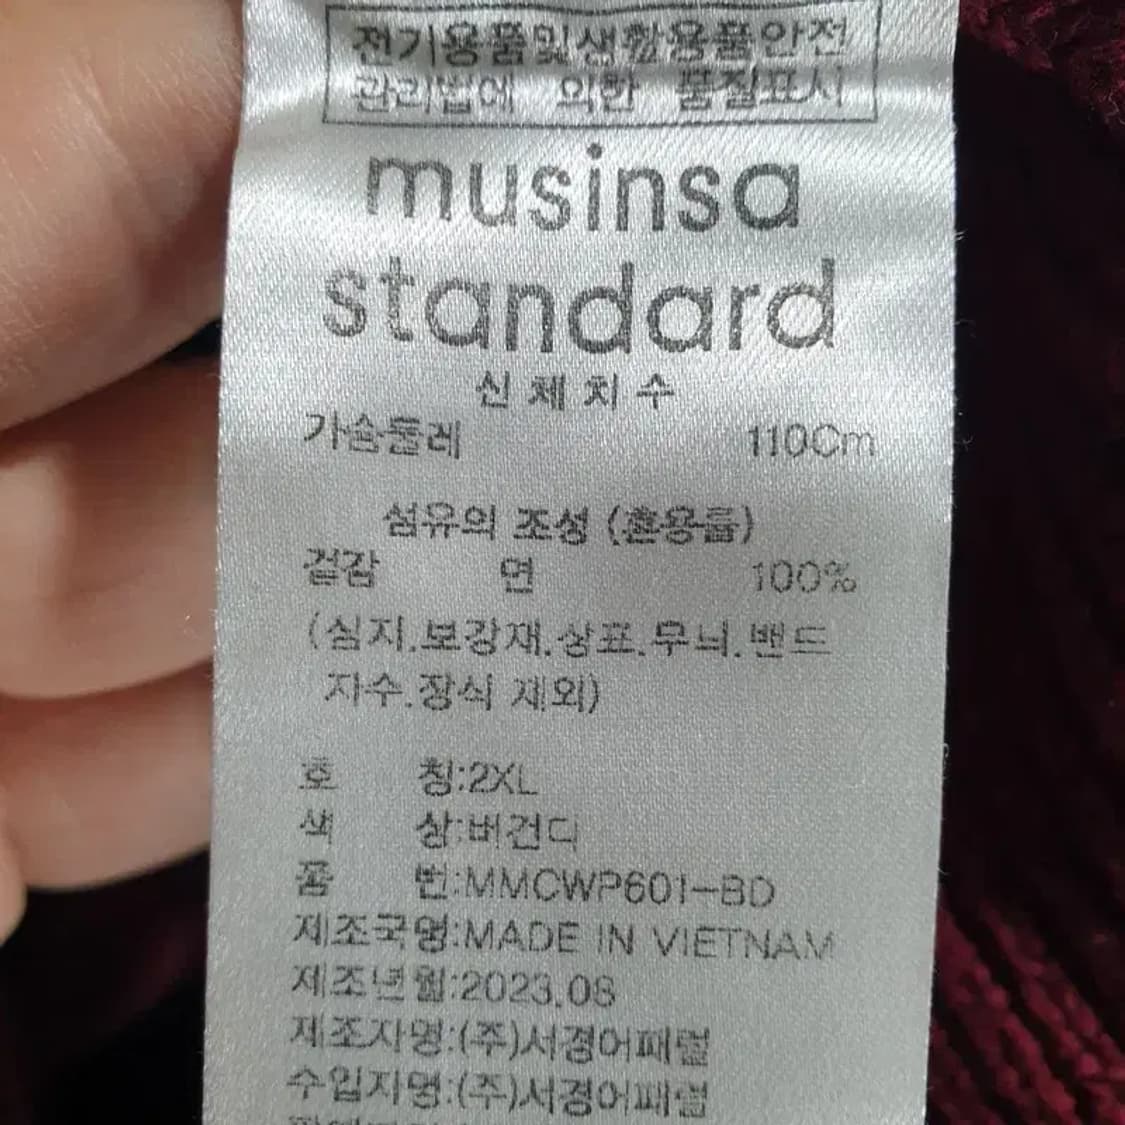 전기용품및생활용품안전
관리법에 의한 품질표시
musinsa
standard
신체치수
가슴둘레 110Cm
섬유의 조성 (혼용률)
겉감 면 100%
(심지.보강재.상표.무늬.밴드
지수.장식 제외)
호 칭:2XL
색 상:버건디
품 번:MMCWP601-BD
제조국명:MADE IN VIETNAM
제조년월:2023.08
제조자명:(주)서경어패럴
수입자명:(주)서경어패럴